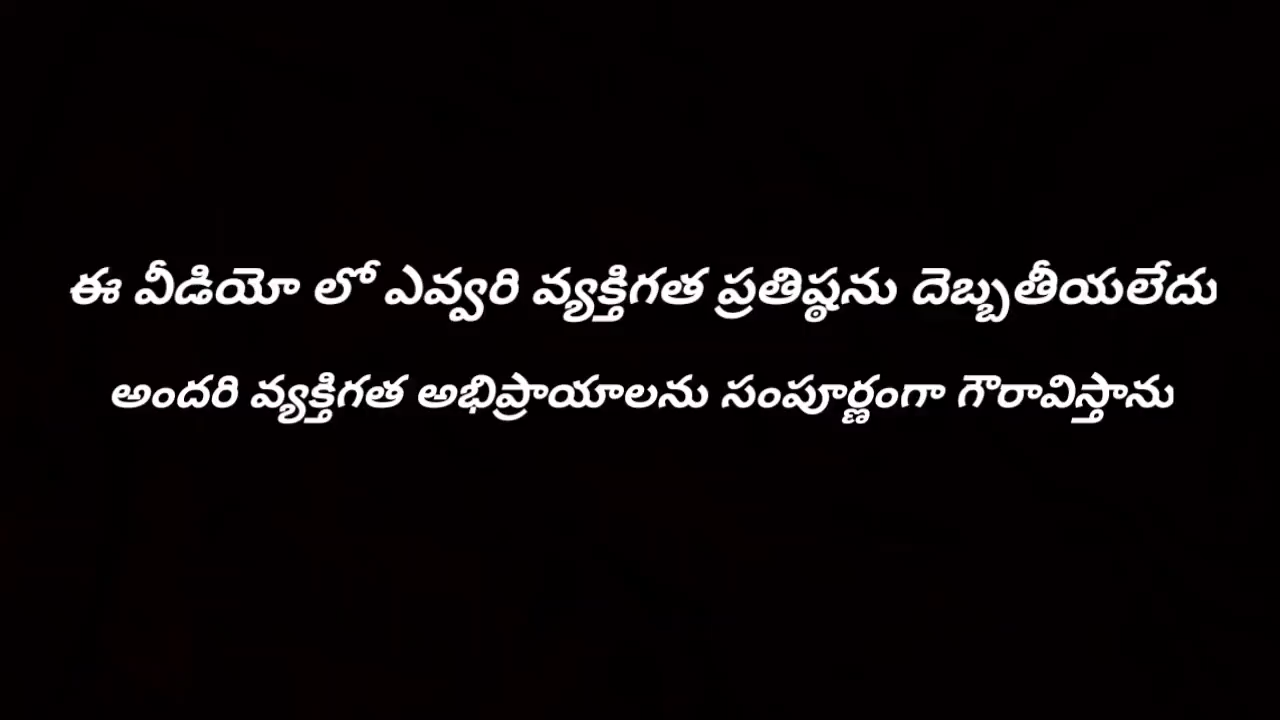 ఈ వీడియో లో ఎవ్వరి వ్యక్తిగత ప్రతిష్ఠను దెబ్బతీయలేదు
అందరి వ్యక్తిగత అభిప్రాయాలను సంపూర్ణంగా గౌరావిస్తాను